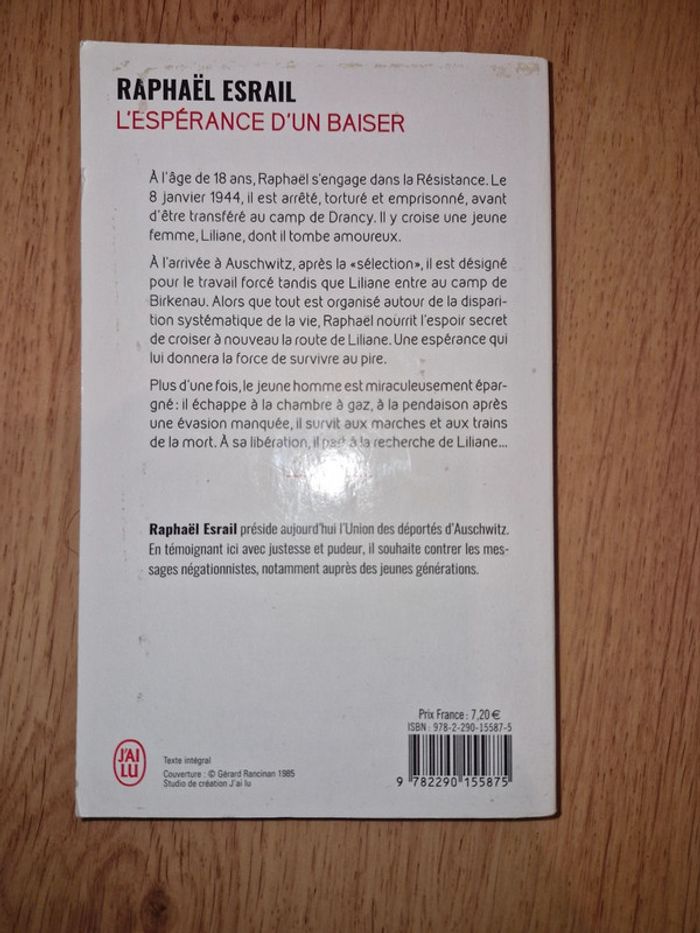 RAPHAËL ESRAIL
L'ESPÉRANCE D'UN BAISER
À l'âge de 18 ans, Raphaël s'engage dans la Résistance. Le
8 janvier 1944, il est arrêté, torturé et emprisonné, avant
d'être transféré au camp de Drancy. Il y croise une jeune
femme, Liliane, dont il tombe amoureux.
À l'arrivée à Auschwitz, après la «sélection», il est désigné
pour le travail forcé tandis que Liliane entre au camp de
Birkenau. Alors que tout est organisé autour de la dispari-
tion systématique de la vie, Raphaël nourrit l'espoir secret
de croiser à nouveau la route de Liliane. Une espérance qui
lui donnera la force de survivre au pire.
Plus d'une fois, le jeune homme est miraculeusement épar-
gné : il échappe à la chambre à gaz, à la pendaison après
une évasion manquée, il survit aux marches et aux trains
de la mort. À sa libération, il part à la recherche de Liliane...
Raphaël Esrail préside aujourd'hui l'Union des déportés d'Auschwitz.
En témoignant ici avec justesse et pudeur, il souhaite contrer les mes-
sages négationnistes, notamment auprès des jeunes générations.
Prix France : 7,20 €
ISBN : 978-2-290-15587-5
J'AI
LU
Texte intégral
Couverture : © Gérard Rancinan 1985
Studio de création J'ai lu
9 782290 155875